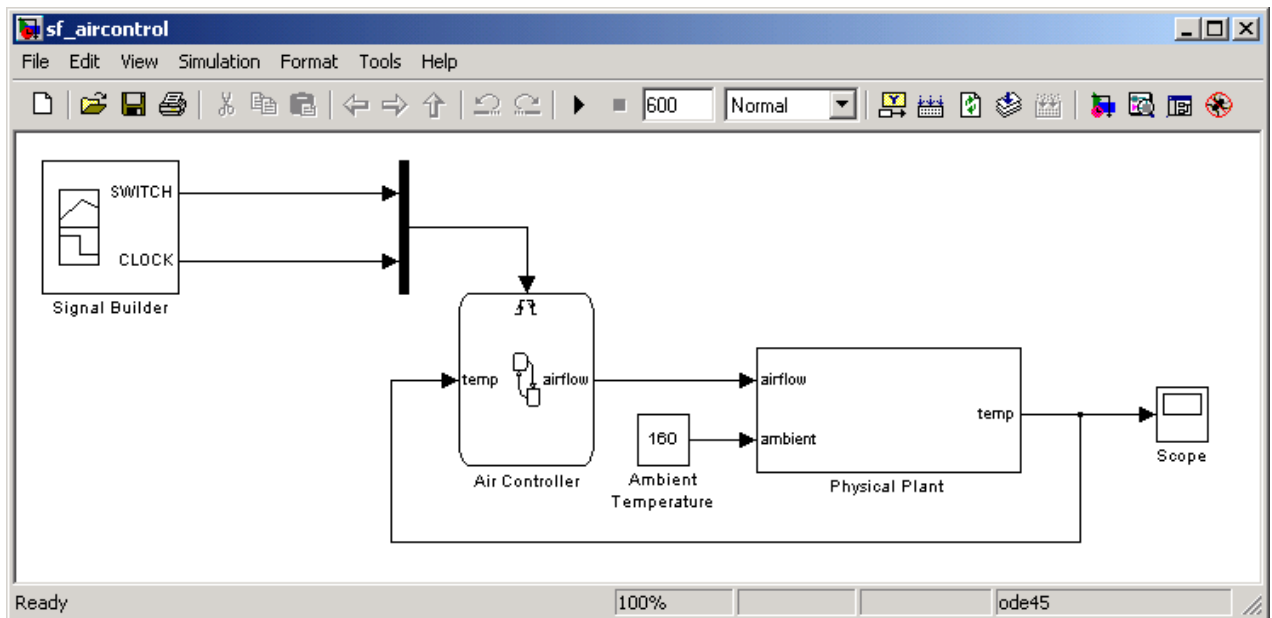 sf_aircontrol
File Edit View Simulation Format Tools Help
600 Normal
SWITCH
CLOCK
Signal Builder
temp airflow
Air Controller
160
Ambient
Temperature
airflow
ambient
temp
Physical Plant
Scope
Ready 100% ode45